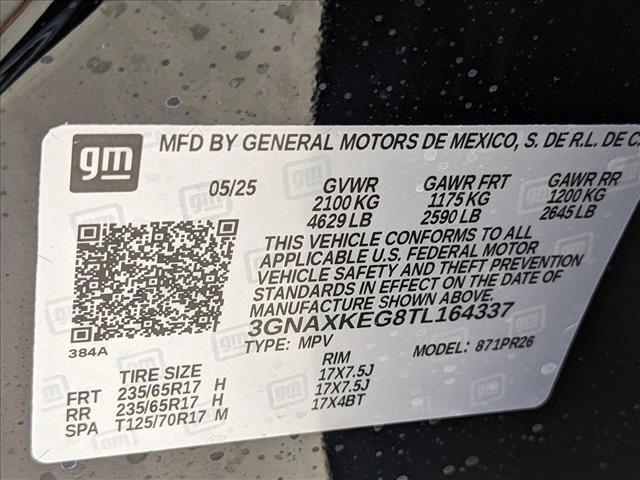 gm MFD BY GENERAL MOTORS DE MEXICO, S. DE R.L. DE C.
05/25 GVWR GAWR FRT GAWR RR
2100 KG 1175 KG 1200 KG
4629 LB 2590 LB 2645 LB
THIS VEHICLE CONFORMS TO ALL
APPLICABLE U.S. FEDERAL MOTOR
VEHICLE SAFETY AND THEFT PREVENTION
STANDARDS IN EFFECT ON THE DATE OF
MANUFACTURE SHOWN ABOVE.
3GNAXKEG8TL164337
384A
TYPE: MPV MODEL: 871PR26
TIRE SIZE RIM
FRT 235/65R17 H 17X7.5J
RR 235/65R17 H 17X7.5J
SPA T125/70R17 M 17X4BT